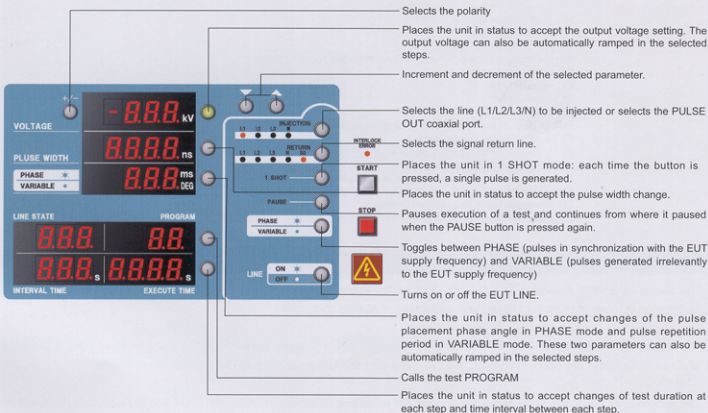 Selects the polarity
Places the unit in status to accept the output voltage setting. The
output voltage can also be automatically ramped in the selected
steps.
Increment and decrement of the selected parameter.
Selects the line (L1/L2/L3/N) to be injected or selects the PULSE
OUT coaxial port.
Selects the signal return line.
Places the unit in 1 SHOT mode: each time the button is
pressed, a single pulse is generated.
Places the unit in status to accept the pulse width change.
Pauses execution of a test and continues from where it paused
when the PAUSE button is pressed again.
Toggles between PHASE (pulses in synchronization with the EUT
supply frequency) and VARIABLE (pulses generated irrelevantly
to the EUT supply frequency)
Turns on or off the EUT LINE.
Places the unit in status to accept changes of the pulse
placement phase angle in PHASE mode and pulse repetition
period in VARIABLE mode. These two parameters can also be
automatically ramped in the selected steps.
Calls the test PROGRAM
Places the unit in status to accept changes of test duration at
each step and time interval between each step.
+/-
VOLTAGE
- 8.8.8. kV
PLUSE WIDTH
8.8.8.8. ns
PHASE
VARIABLE
8.8.8. ms
DEG
LINE STATE
PROGRAM
8.8.8.
8.8.
8.8.8. s
8.8.8.8. s
INTERVAL TIME
EXECUTE TIME
INJECTION
L1 L2 L3 N
RETURN
L1 L2 L3 N
1 SHOT
PAUSE
PHASE
VARIABLE
LINE
ON
OFF
INTERLOCK
ERROR
START
STOP